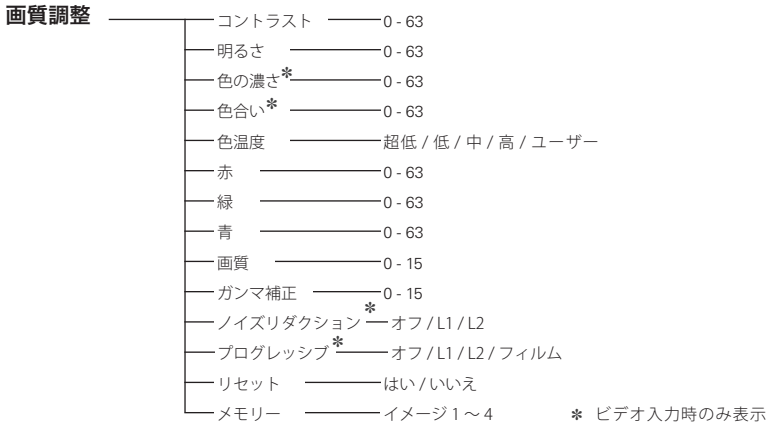 画質調整 コントラスト 0 - 63
明るさ 0 - 63
色の濃さ✻ 0 - 63
色合い✻ 0 - 63
色温度 超低 / 低 / 中 / 高 / ユーザー
赤 0 - 63
緑 0 - 63
青 0 - 63
画質 0 - 15
ガンマ補正 0 - 15
ノイズリダクション✻ オフ / L1 / L2
プログレッシブ✻ オフ / L1 / L2 / フィルム
リセット はい / いいえ
メモリー イメージ 1 ～ 4 ✻ ビデオ入力時のみ表示